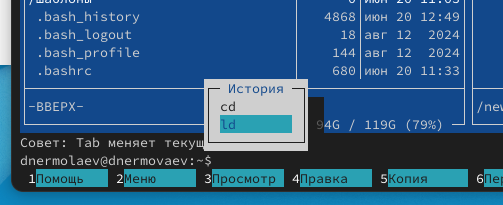 /шаблоны
.bash_history 4868 июн 20 12:49
.bash_logout 18 авг 12 2024
.bash_profile 144 авг 12 2024
.bashrc 680 июн 20 11:33
История
cd
ld
-ВВЕРХ-
94G / 119G (79%)
/new
Совет: Tab меняет текущ
dnermolaev@dnermovaev:~$
1Помощь 2Меню 3Просмотр 4Правка 5Копия 6Пер